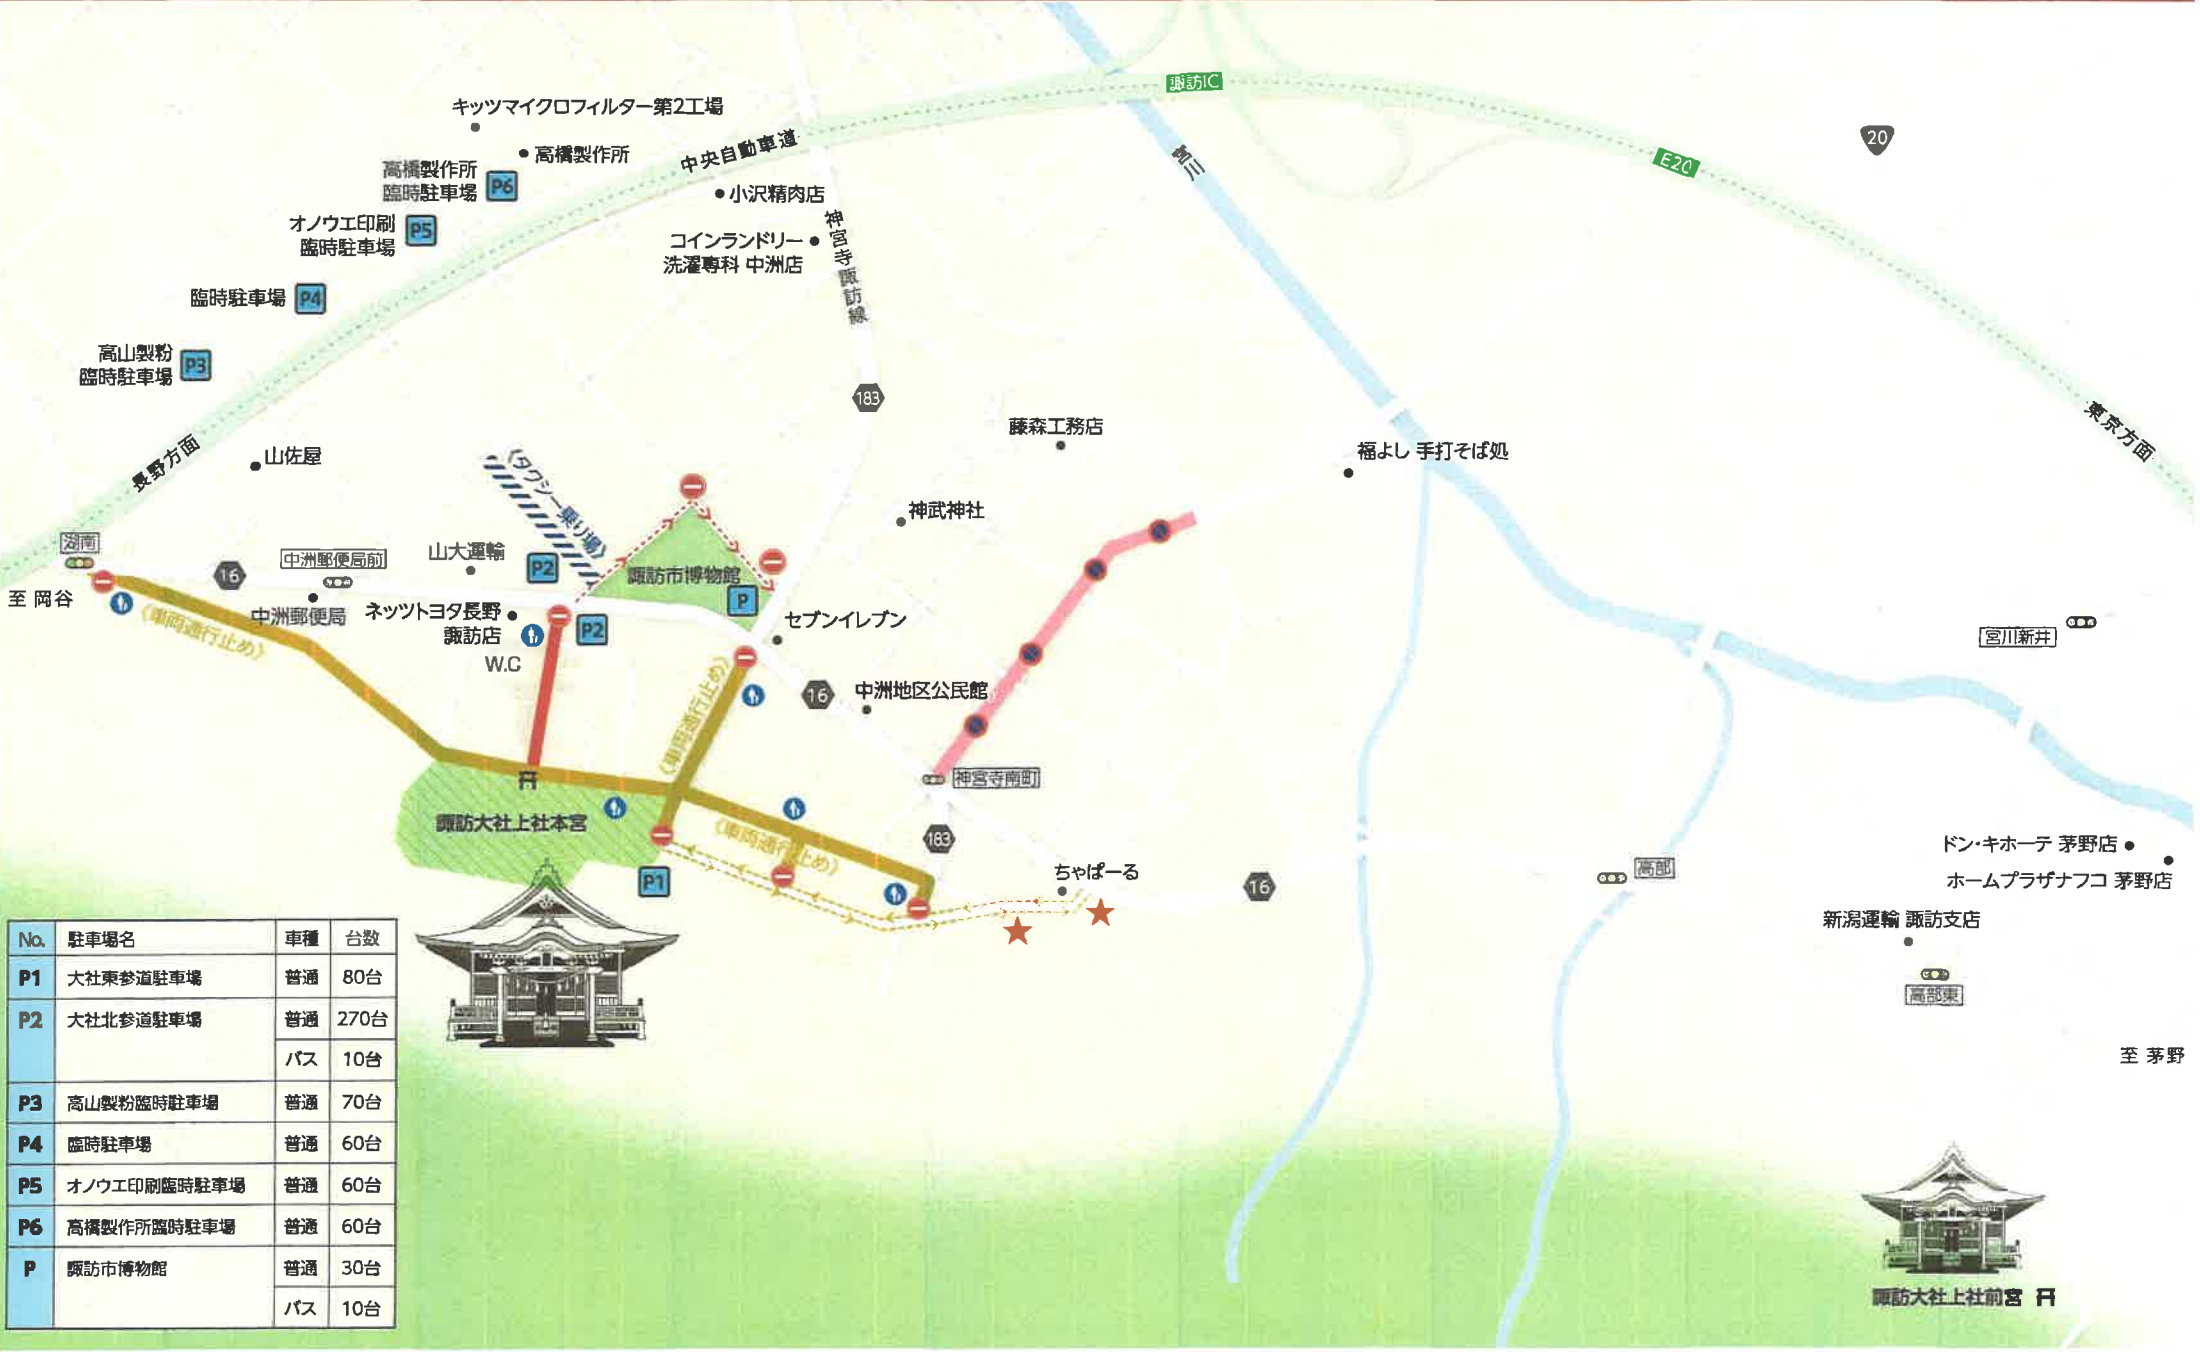 諏訪IC
キッツマイクロフィルター第2工場
高橋製作所
中央自動車道
宮川
E20
20
高橋製作所
臨時駐車場
P6
小沢精肉店
オノウエ印刷
臨時駐車場
P5
コインランドリー
洗濯専科 中洲店
神宮寺諏訪線
臨時駐車場
P4
高山製粉
臨時駐車場
P3
183
東京方面
長野方面
山佐屋
藤森工務店
福よし 手打そば処
《タクシー乗り場》
神武神社
湖南
16
中洲郵便局前
山大運輸
P2
諏訪市博物館
P
至 岡谷
中洲郵便局
ネッツトヨタ長野
諏訪店
P2
セブンイレブン
《車両通行止め》
W.C
宮川新井
《車両通行止め》
16
中洲地区公民館
神宮寺南町
諏訪大社上社本宮
《車両通行止め》
183
P1
ちゃぱーる
16
高部
ドン・キホーテ 茅野店
ホームプラザナフコ 茅野店
新潟運輸 諏訪支店
高部東
至 茅野
諏訪大社上社前宮
No. 駐車場名 車種 台数
P1 大社東参道駐車場 普通 80台
P2 大社北参道駐車場 普通 270台
バス 10台
P3 高山製粉臨時駐車場 普通 70台
P4 臨時駐車場 普通 60台
P5 オノウエ印刷臨時駐車場 普通 60台
P6 高橋製作所臨時駐車場 普通 60台
P 諏訪市博物館 普通 30台
バス 10台